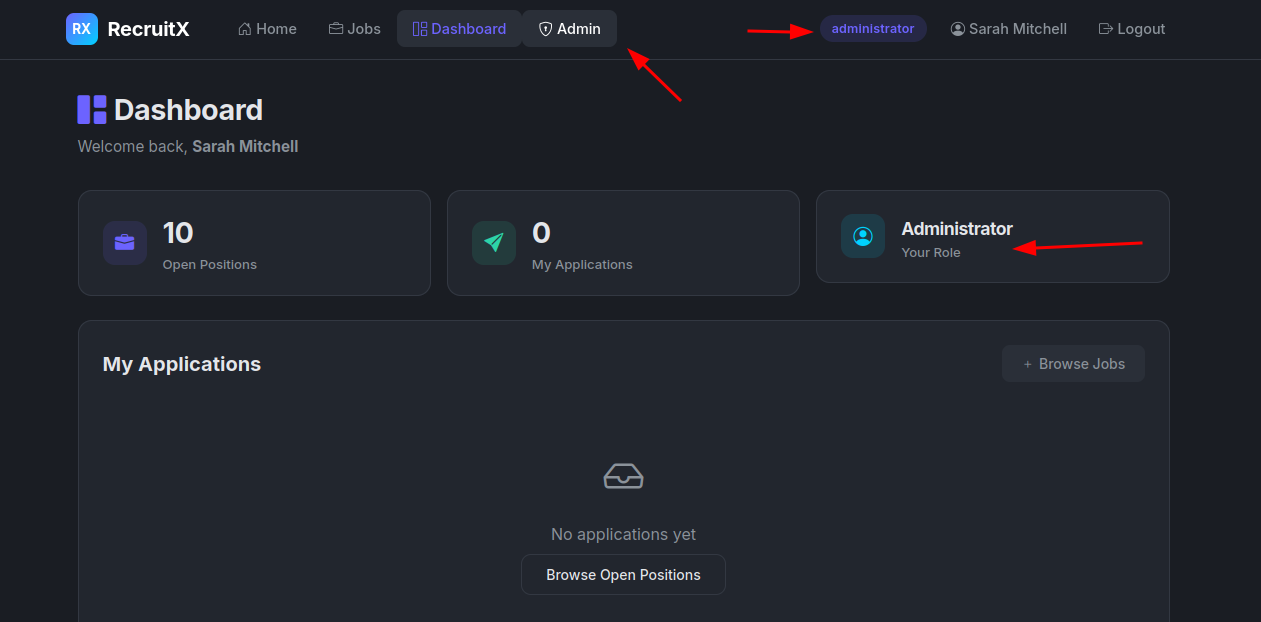 RX RecruitX Home Jobs Dashboard Admin administrator Sarah Mitchell Logout
Dashboard
Welcome back, Sarah Mitchell
10
Open Positions
0
My Applications
Administrator
Your Role
My Applications
+ Browse Jobs
No applications yet
Browse Open Positions